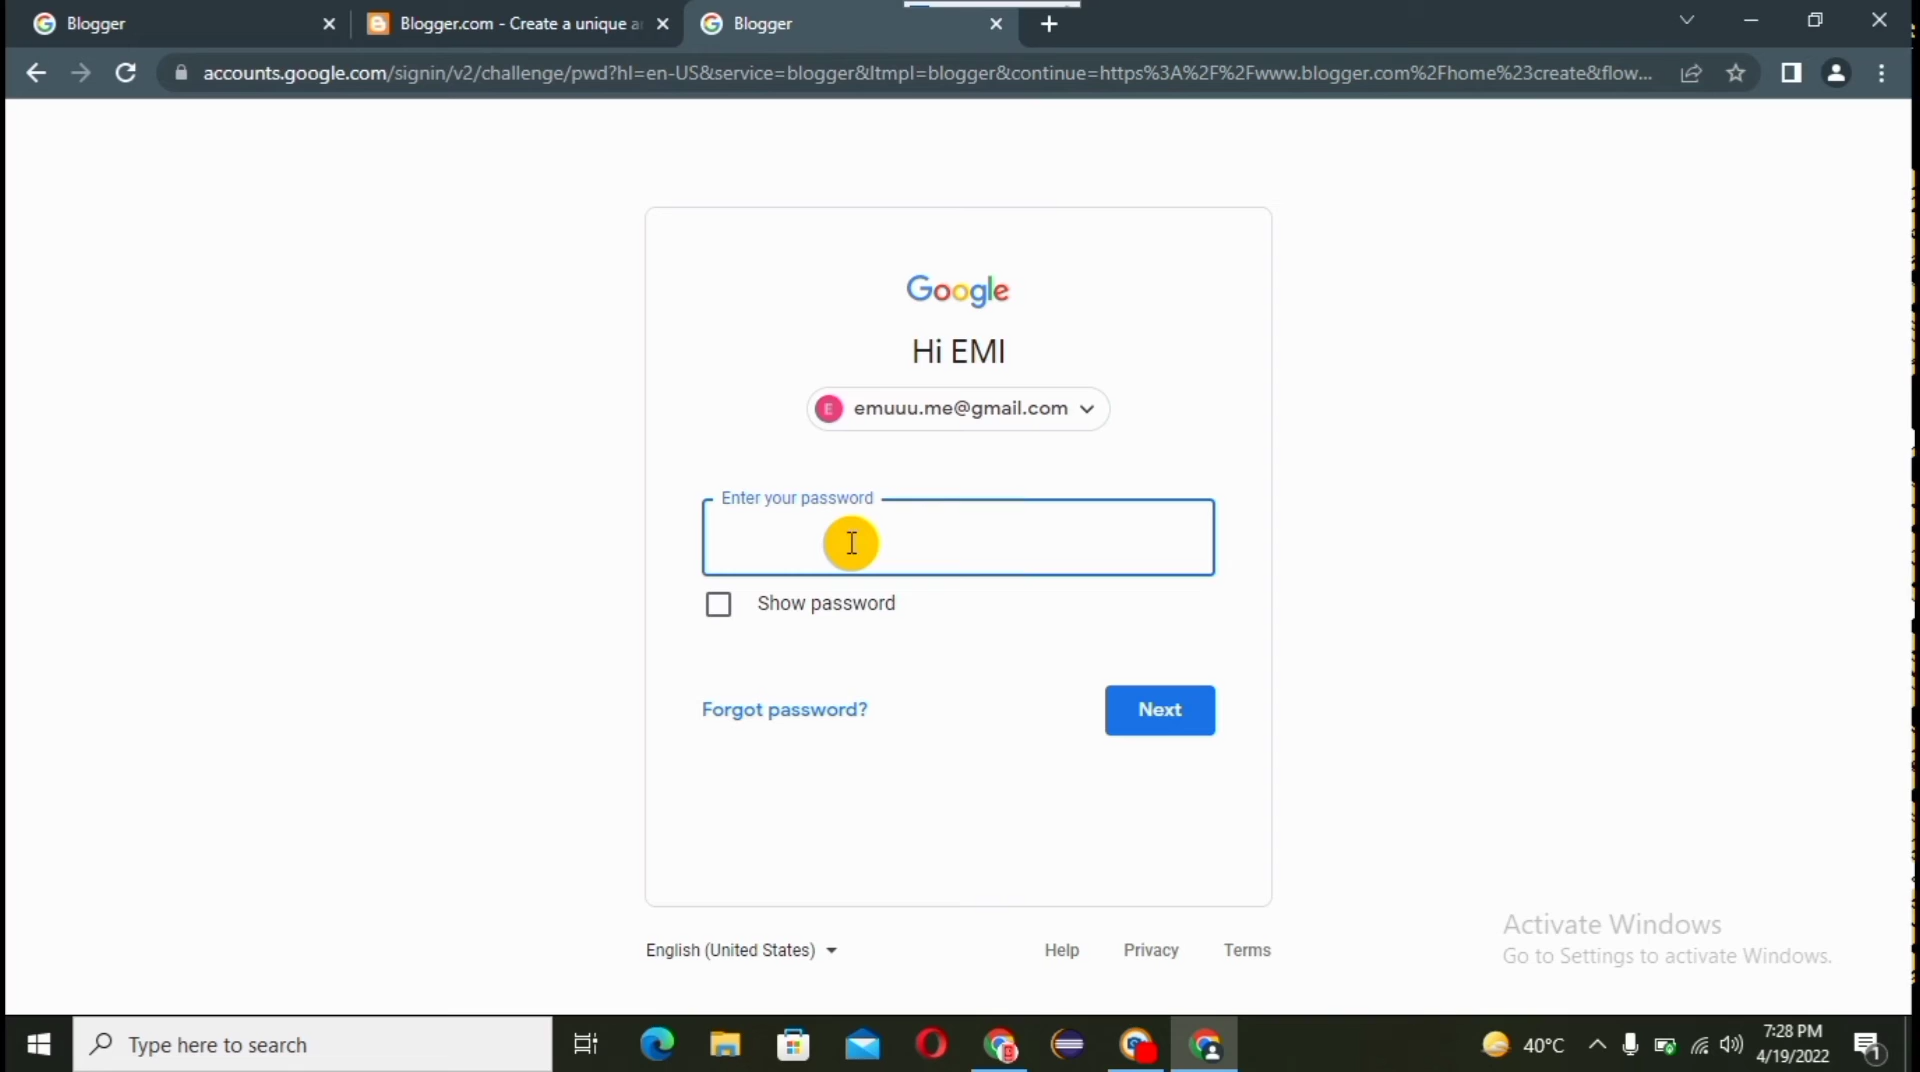 Blogger
Blogger.com - Create a unique a
Blogger
accounts.google.com/signin/v2/challenge/pwd?hl=en-US&service=blogger&ltmpl=blogger&continue=https%3A%2F%2Fwww.blogger.com%2Fhome%23create&flow...
Google
Hi EMI
E
emuuu.me@gmail.com
Enter your password
Show password
Forgot password?
Next
English (United States)
Help
Privacy
Terms
Activate Windows
Go to Settings to activate Windows.
Type here to search
40°C
7:28 PM
4/19/2022
1